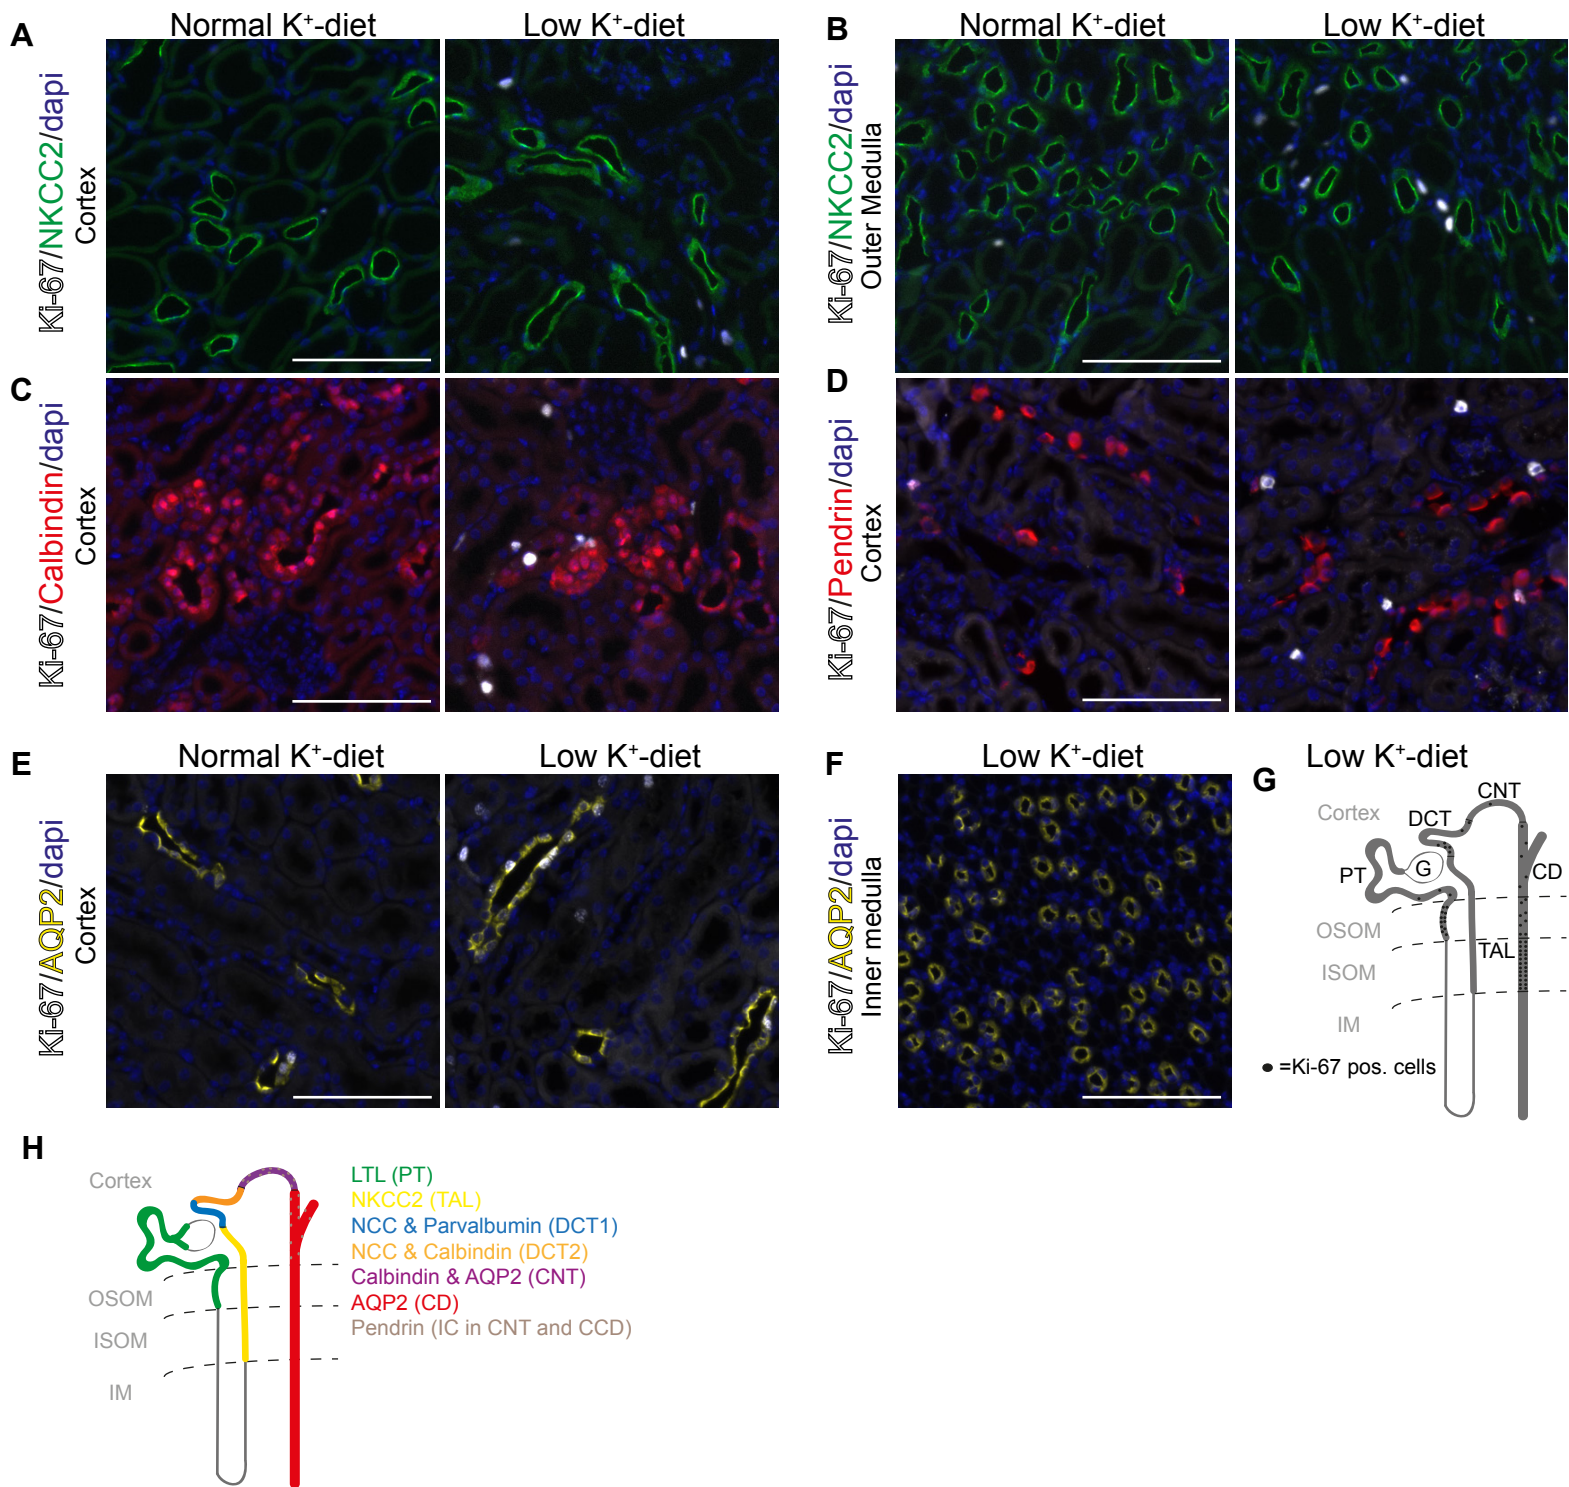 A
Normal K+-diet
Low K+-diet
Ki-67/NKCC2/dapi
Cortex
B
Normal K+-diet
Low K+-diet
Ki-67/NKCC2/dapi
Outer Medulla
C
Ki-67/Calbindin/dapi
Cortex
D
Ki-67/Pendrin/dapi
Cortex
E
Normal K+-diet
Low K+-diet
Ki-67/AQP2/dapi
Cortex
F
Low K+-diet
Ki-67/AQP2/dapi
Inner medulla
G
Low K+-diet
CNT
Cortex
DCT
PT
G
CD
OSOM
TAL
ISOM
IM
=Ki-67 pos. cells
H
Cortex
OSOM
ISOM
IM
LTL (PT)
NKCC2 (TAL)
NCC & Parvalbumin (DCT1)
NCC & Calbindin (DCT2)
Calbindin & AQP2 (CNT)
AQP2 (CD)
Pendrin (IC in CNT and CCD)